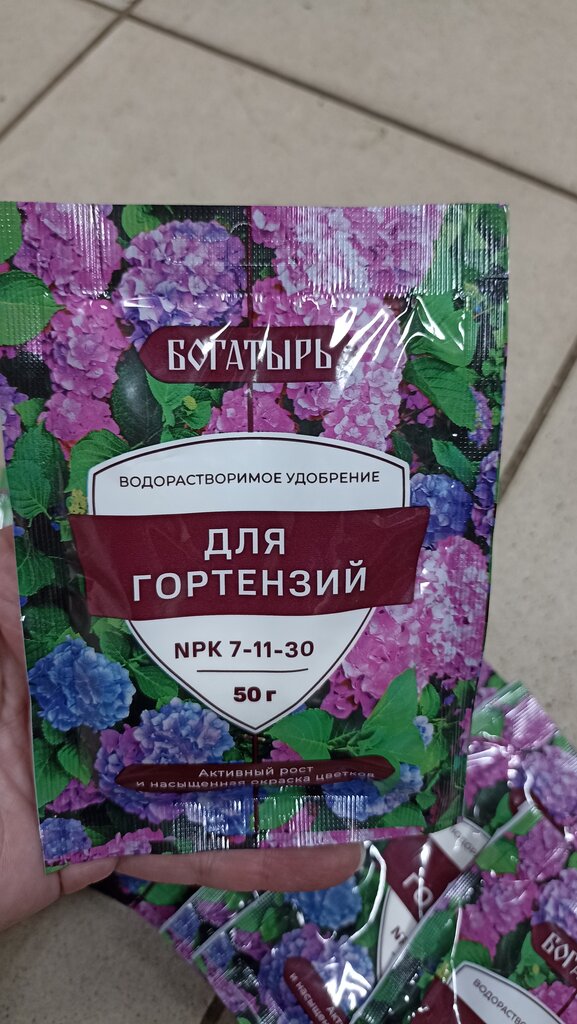 БОГАТЫРЬ
ВОДОРАСТВОРИМОЕ УДОБРЕНИЕ
ДЛЯ
ГОРТЕНЗИЙ
NPK 7-11-30
50 г
Активный рост
и насыщенная окраска цветков